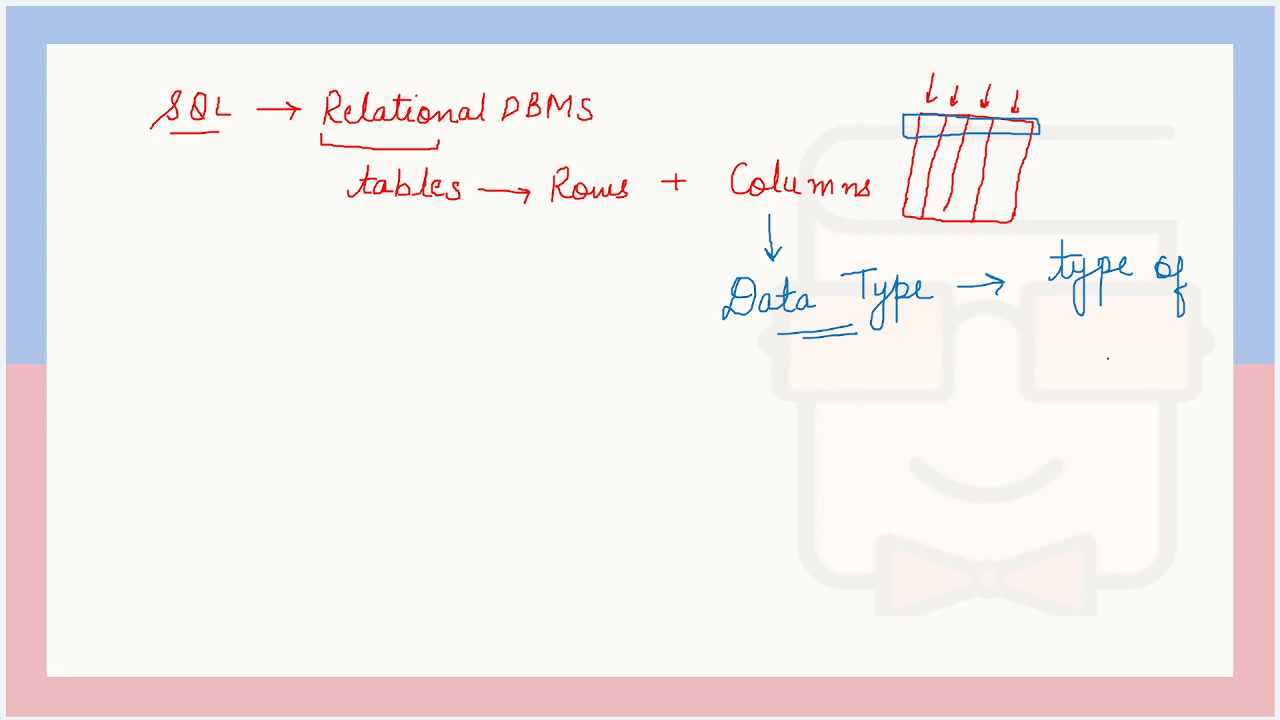 SQL → Relational DBMS
tables → Rows + Columns
Data Type → type of